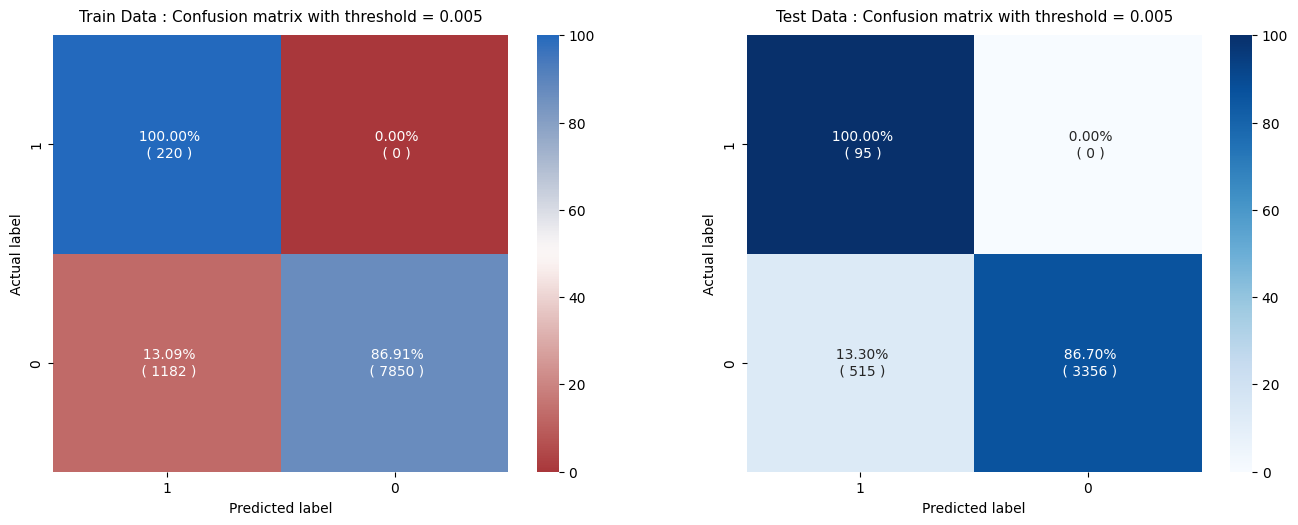 Train Data : Confusion matrix with threshold = 0.005
Actual label
1
0
100.00%
( 220 )
0.00%
( 0 )
13.09%
( 1182 )
86.91%
( 7850 )
1
0
Predicted label
100
80
60
40
20
0
Test Data : Confusion matrix with threshold = 0.005
Actual label
1
0
100.00%
( 95 )
0.00%
( 0 )
13.30%
( 515 )
86.70%
( 3356 )
1
0
Predicted label
100
80
60
40
20
0